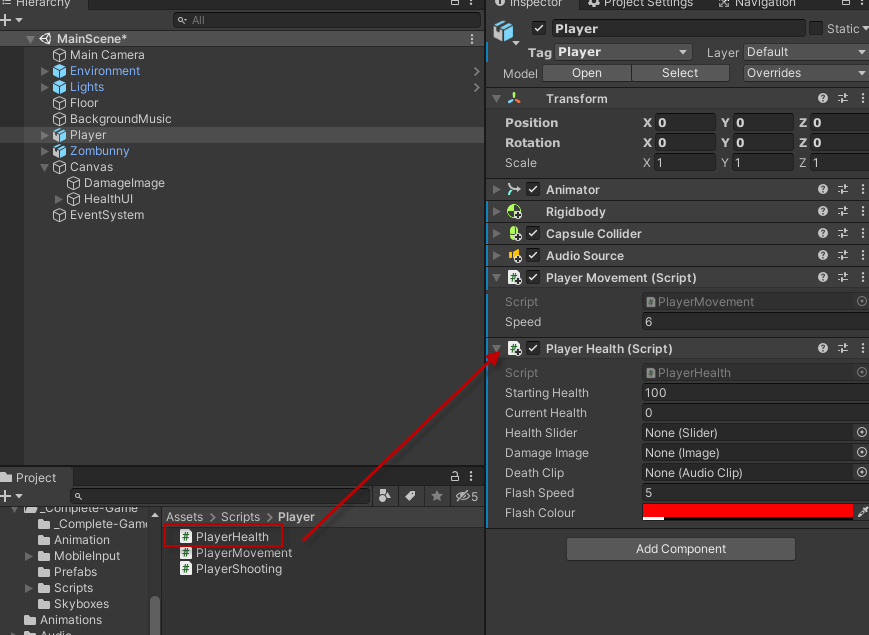 Hierarchy
All
MainScene*
Main Camera
Environment
Lights
Floor
BackgroundMusic
Player
Zombunny
Canvas
DamageImage
HealthUI
EventSystem
Project
5
_Complete-Game
_Complete-Game
Animation
MobileInput
Prefabs
Scripts
Skyboxes
Animations
Audio
Assets > Scripts > Player
PlayerHealth
PlayerMovement
PlayerShooting
Inspector Project Settings Navigation
Player Static
Tag Player Layer Default
Model Open Select Overrides
Transform
Position X 0 Y 0 Z 0
Rotation X 0 Y 0 Z 0
Scale X 1 Y 1 Z 1
Animator
Rigidbody
Capsule Collider
Audio Source
Player Movement (Script)
Script PlayerMovement
Speed 6
Player Health (Script)
Script PlayerHealth
Starting Health 100
Current Health 0
Health Slider None (Slider)
Damage Image None (Image)
Death Clip None (Audio Clip)
Flash Speed 5
Flash Colour
Add Component